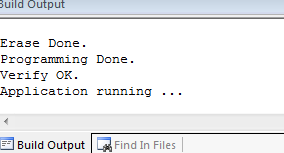 Build Output
Erase Done.
Programming Done.
Verify OK.
Application running ...
Build Output
Find In Files